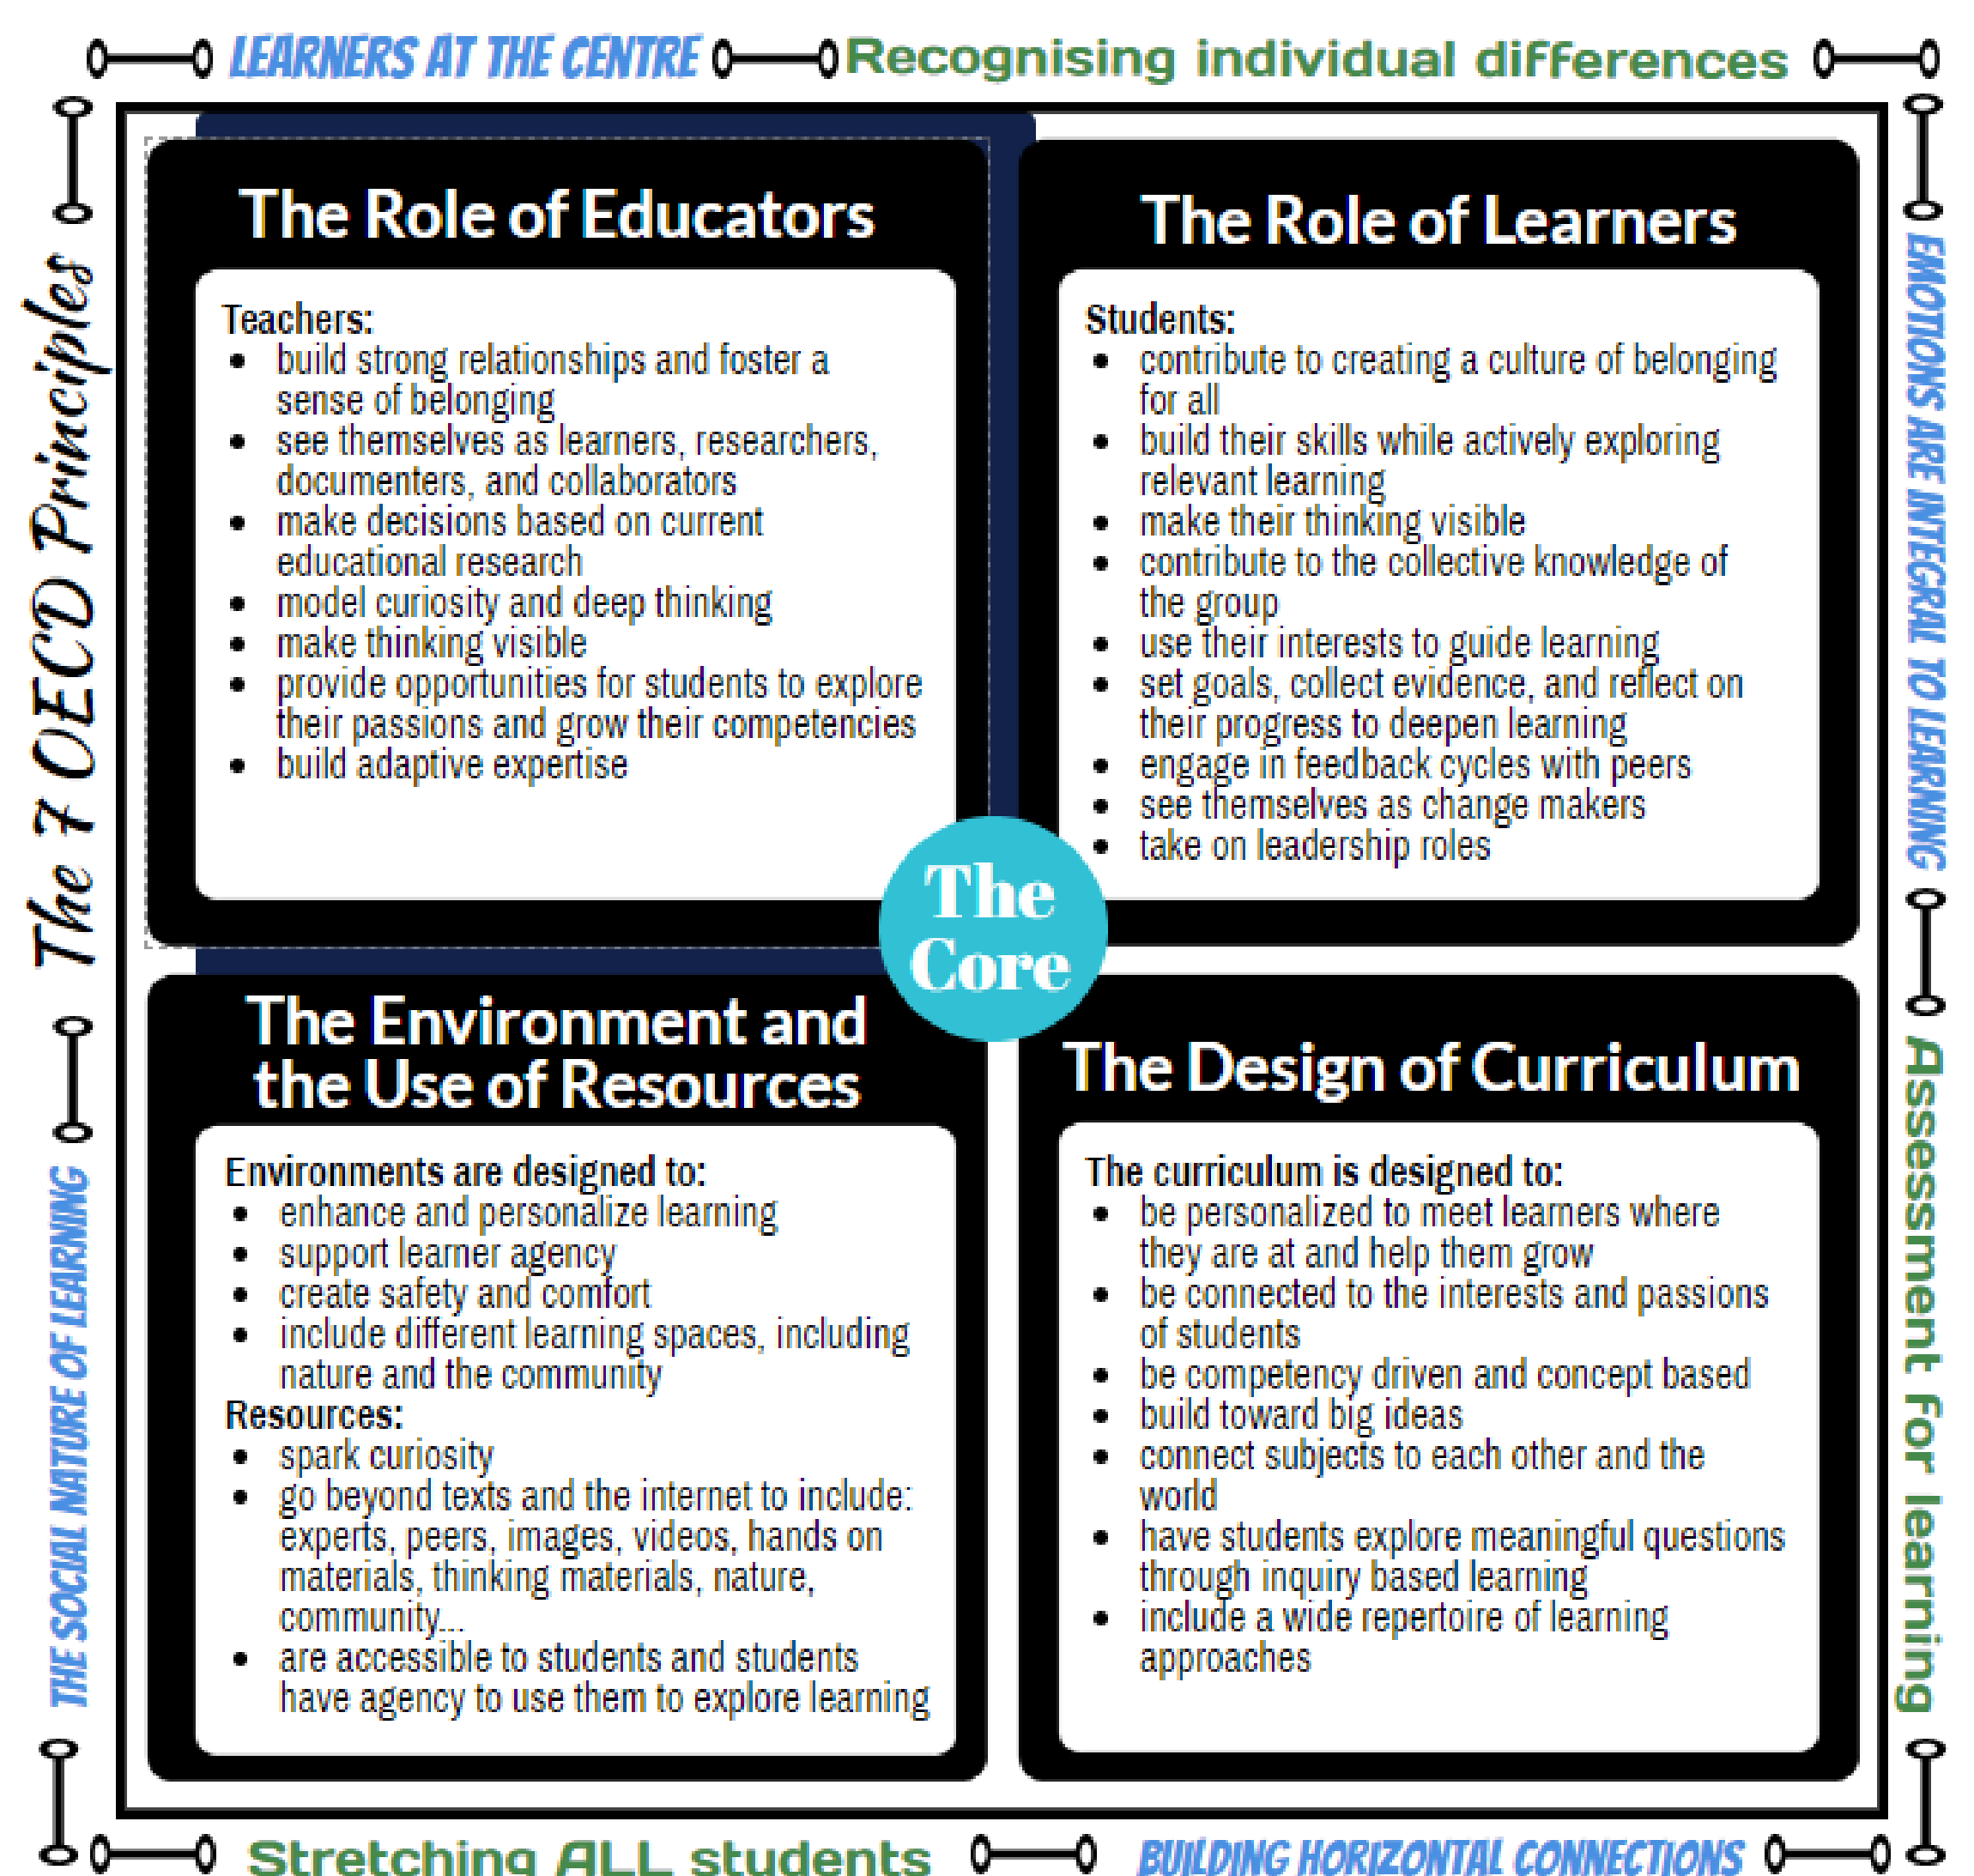 LEARNERS AT THE CENTRE
Recognising individual differences
EMOTIONS ARE INTEGRAL TO LEARNING
Assessment for learning
BUILDING HORIZONTAL CONNECTIONS
Stretching ALL students
THE SOCIAL NATURE OF LEARNING
The 7 OECD Principles
The Role of Educators
Teachers:
• build strong relationships and foster a
sense of belonging
• see themselves as learners, researchers,
documenters, and collaborators
• make decisions based on current
educational research
• model curiosity and deep thinking
• make thinking visible
• provide opportunities for students to explore
their passions and grow their competencies
• build adaptive expertise
The Role of Learners
Students:
• contribute to creating a culture of belonging
for all
• build their skills while actively exploring
relevant learning
• make their thinking visible
• contribute to the collective knowledge of
the group
• use their interests to guide learning
• set goals, collect evidence, and reflect on
their progress to deepen learning
• engage in feedback cycles with peers
• see themselves as change makers
• take on leadership roles
The
Core
The Environment and
the Use of Resources
Environments are designed to:
• enhance and personalize learning
• support learner agency
• create safety and comfort
• include different learning spaces, including
nature and the community
Resources:
• spark curiosity
• go beyond texts and the internet to include:
experts, peers, images, videos, hands on
materials, thinking materials, nature,
community...
• are accessible to students and students
have agency to use them to explore learning
The Design of Curriculum
The curriculum is designed to:
• be personalized to meet learners where
they are at and help them grow
• be connected to the interests and passions
of students
• be competency driven and concept based
• build toward big ideas
• connect subjects to each other and the
world
• have students explore meaningful questions
through inquiry based learning
• include a wide repertoire of learning
approaches